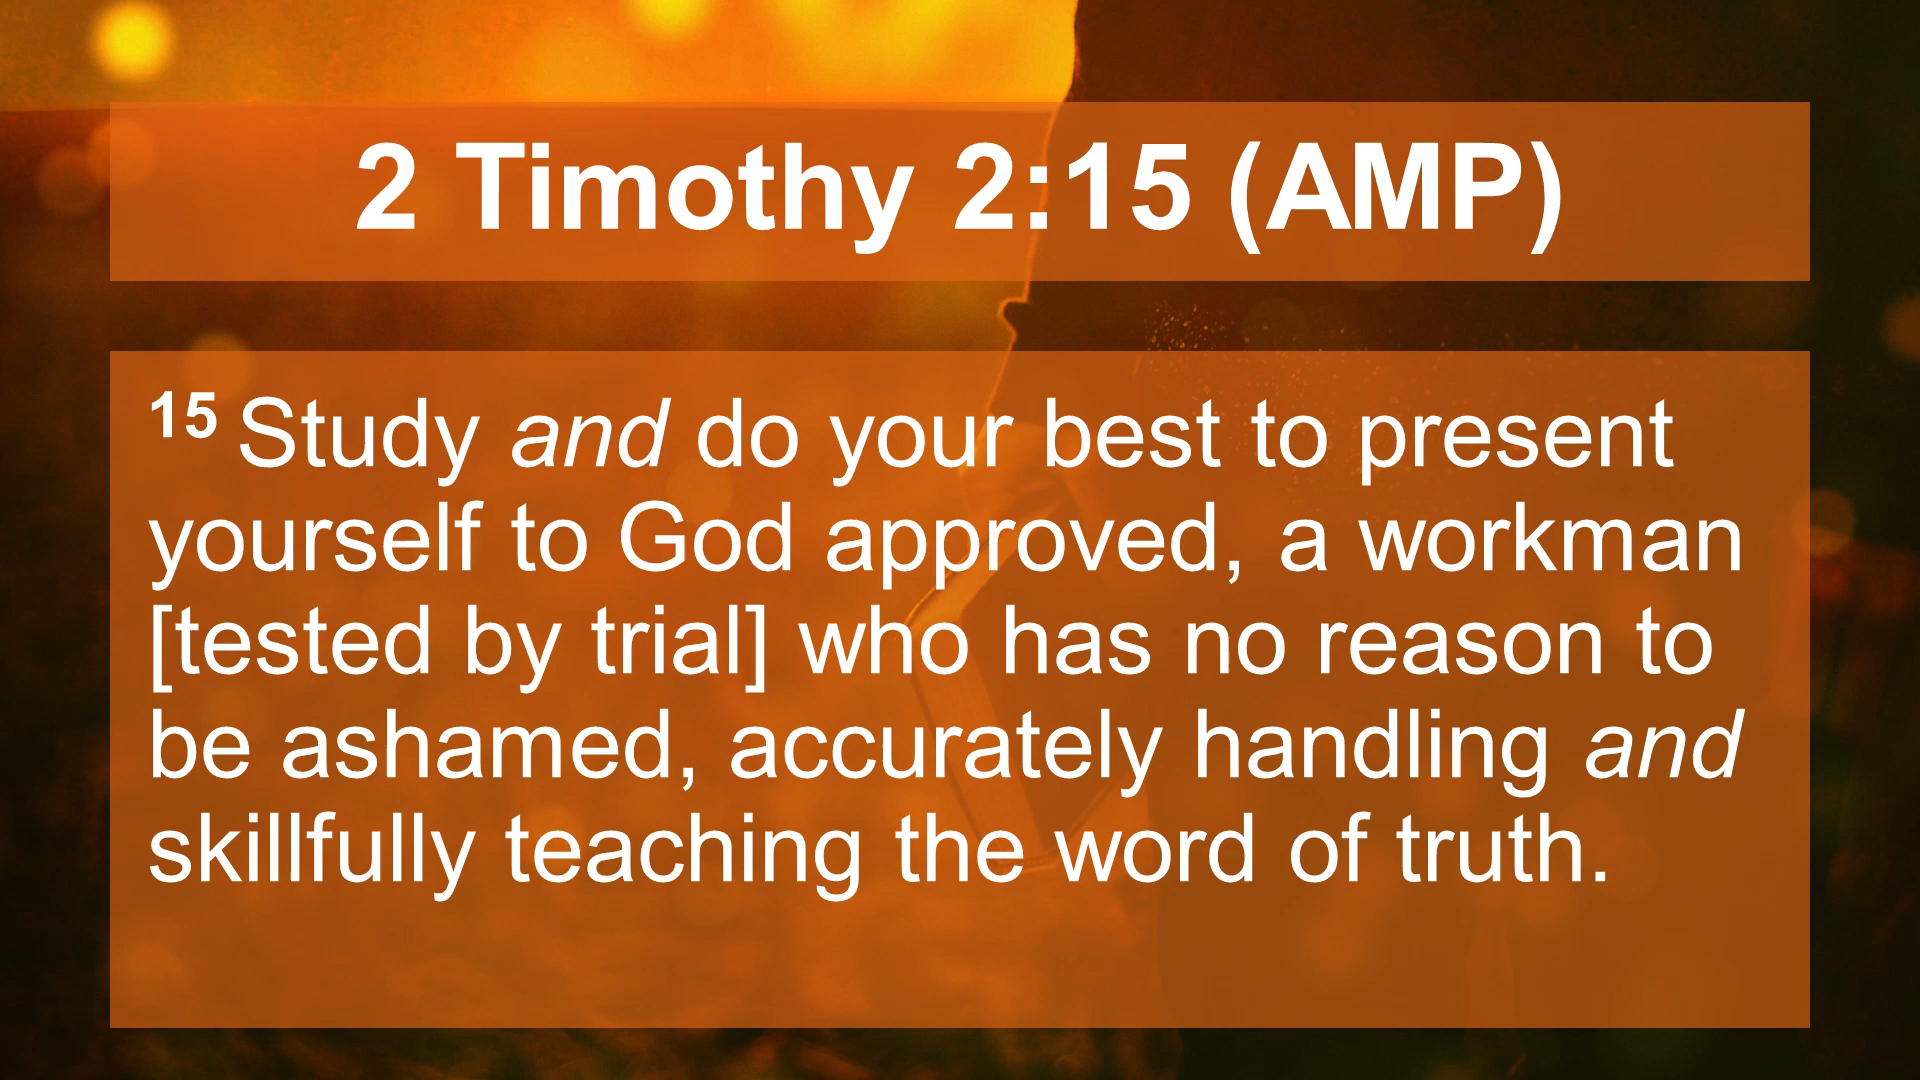 2 Timothy 2:15 (AMP)
15 Study and do your best to present
yourself to God approved, a workman
[tested by trial] who has no reason to
be ashamed, accurately handling and
skillfully teaching the word of truth.